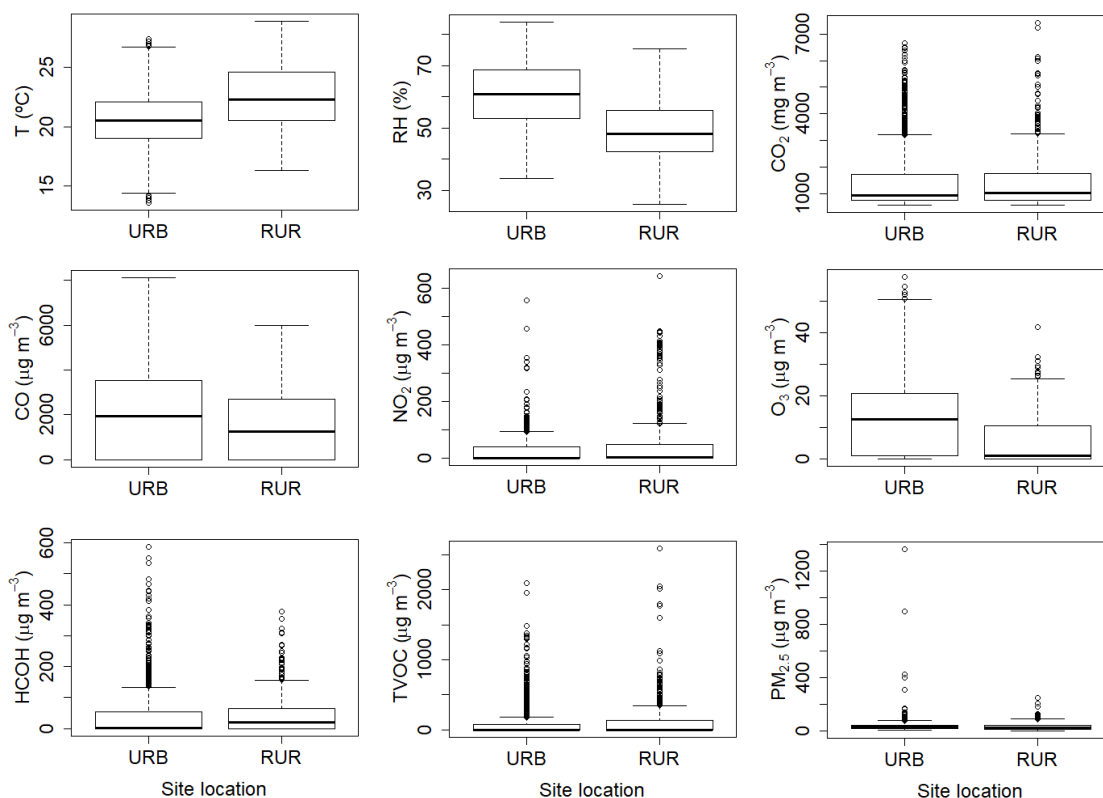 T (ºC)
25
20
15
URB RUR
RH (%)
70
50
30
URB RUR
CO₂ (mg m⁻³)
7000
4000
1000
URB RUR
CO (µg m⁻³)
6000
2000
0
URB RUR
NO₂ (µg m⁻³)
600
400
200
0
URB RUR
O₃ (µg m⁻³)
40
20
0
URB RUR
HCOH (µg m⁻³)
600
400
200
0
URB RUR
Site location
TVOC (µg m⁻³)
2000
1000
0
URB RUR
PM₂.₅ (µg m⁻³)
1200
800
400
0
URB RUR
Site location